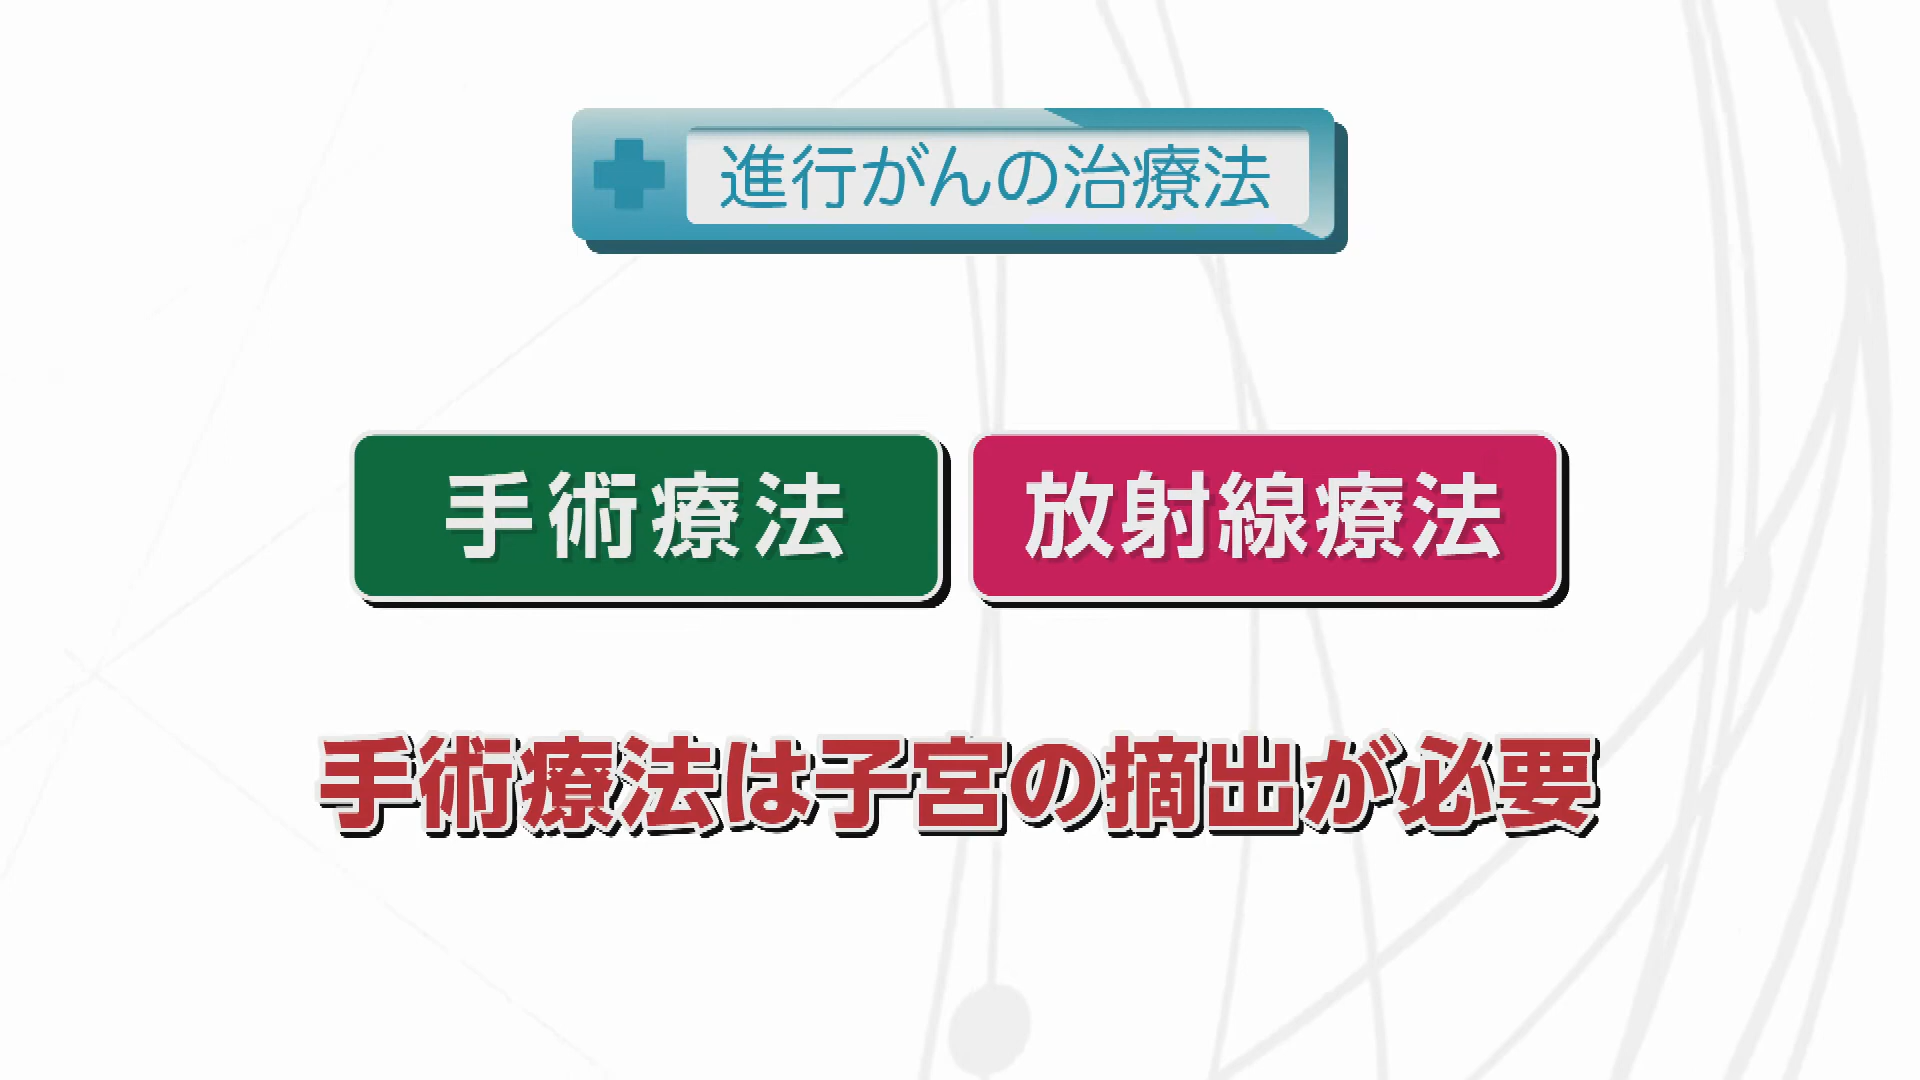 進行がんの治療法
手術療法
放射線療法
手術療法は子宮の摘出が必要